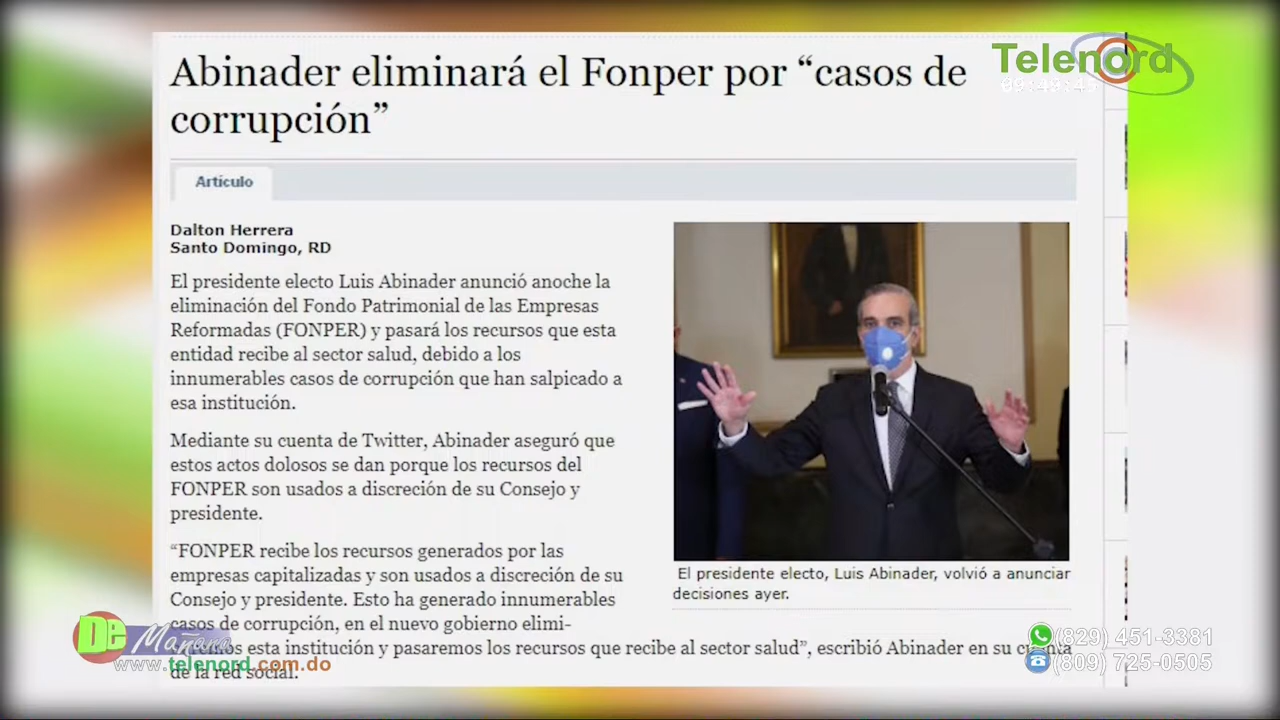 Abinader eliminará el Fonper por “casos de
corrupción”
Telenord
09:49:45
Artículo
Dalton Herrera
Santo Domingo, RD
El presidente electo Luis Abinader anunció anoche la
eliminación del Fondo Patrimonial de las Empresas
Reformadas (FONPER) y pasará los recursos que esta
entidad recibe al sector salud, debido a los
innumerables casos de corrupción que han salpicado a
esa institución.
Mediante su cuenta de Twitter, Abinader aseguró que
estos actos dolosos se dan porque los recursos del
FONPER son usados a discreción de su Consejo y
presidente.
“FONPER recibe los recursos generados por las
empresas capitalizadas y son usados a discreción de su
Consejo y presidente. Esto ha generado innumerables
casos de corrupción, en el nuevo gobierno elimi-
esta institución y pasaremos los recursos que recibe al sector salud”, escribió Abinader en su cuenta
de la red social.
El presidente electo, Luis Abinader, volvió a anunciar
decisiones ayer.
De Mañana
www.telenord.com.do
(829) 451-3381
(809) 725-0505